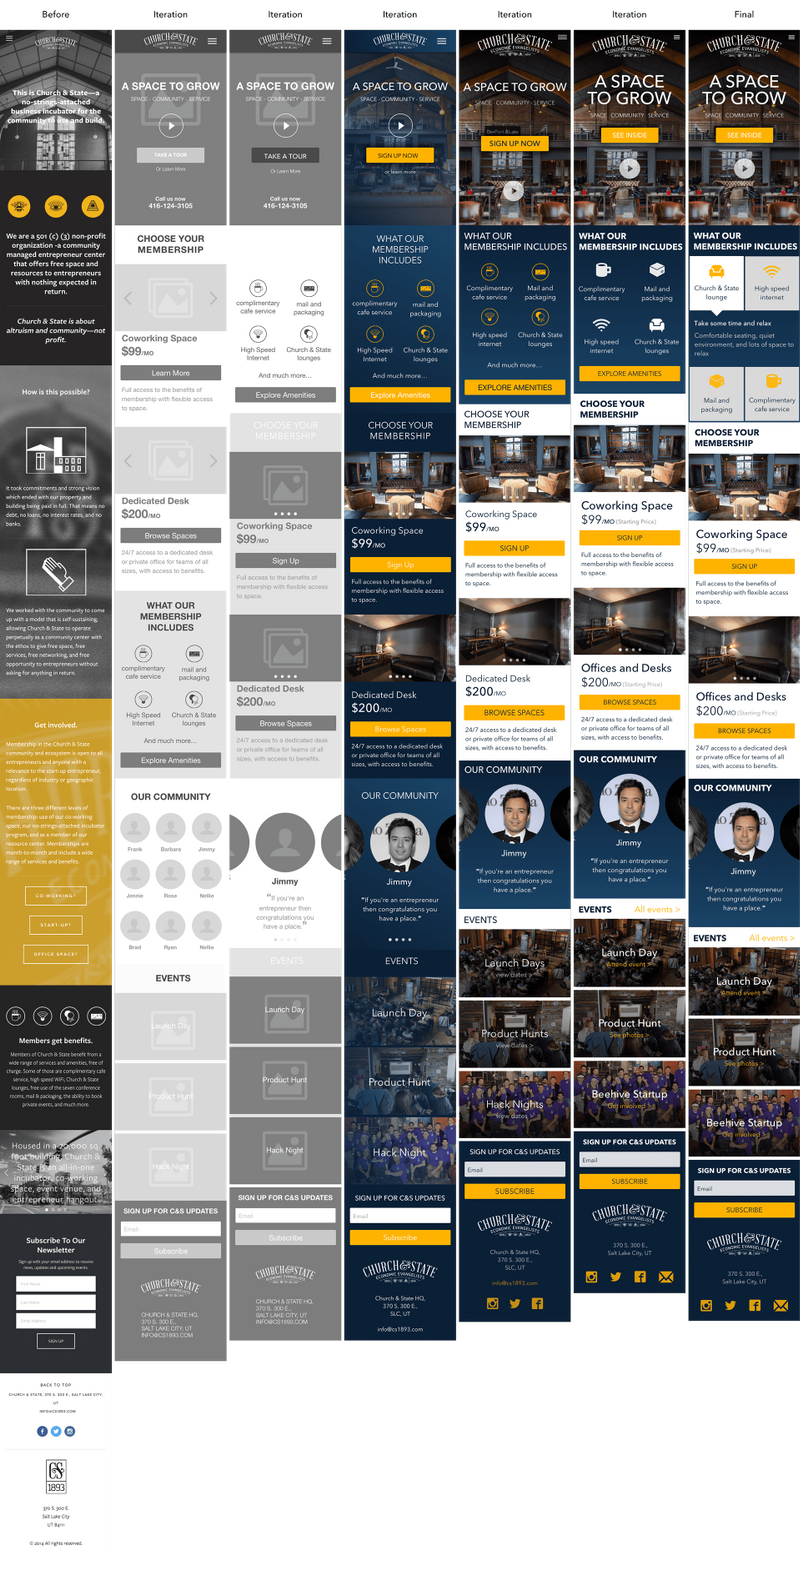 Before
Iteration
Iteration
Iteration
Iteration
Iteration
Final
CHURCH & STATE
This is Church & State—a
no-strings-attached
business incubator for the
community to use and build.
We are a 501 (c) (3) non-profit
organization -a community
managed entrepreneur center
that offers free space and
resources to entrepreneurs
with nothing expected in
return.
Church & State is about
altruism and community—not
profit.
How is this possible?
It took commitments and strong vision
which ended with our property and
building being paid in full. That means no
debt, no loans, no interest rates, and no
banks.
We worked with the community to come
up with a model that is self-sustaining,
allowing Church & State to operate
perpetually as a community center with
the ethos to give free space, free
services, free networking, and free
opportunity to entrepreneurs without
asking for anything in return.
Get involved.
Membership in the Church & State
community and ecosystem is open to all
entrepreneurs and anyone with a
relevance to the start-up entrepreneur,
regardless of industry or geographic
location.
There are three different levels of
membership: use of our co-working
space, our no-strings-attached incubator
program, and as a member of our
resource center. Memberships are
month-to-month and include a wide
range of services and benefits.
CO-WORKING?
START-UP?
OFFICE SPACE?
Members get benefits.
Members of Church & State benefit from a
wide range of services and amenities, free of
charge. Some of those are complimentary
cafe service, high speed WiFi, Church & State
lounges, free use of the seven conference
rooms, mail & packaging, the ability to book
private events, and much more.
Housed in a 20,000 sq
foot building, Church &
State is an all-in-one
incubator, co-working
space, event venue, and
entrepreneur hangout.
Subscribe To Our
Newsletter
Sign up with your email address to receive
news, updates and upcoming events.
First Name
Last Name
Email Address
SIGN UP
BACK TO TOP
CHURCH & STATE, 370 S. 300 E., SALT LAKE CITY,
UT
INFO@CS1893.COM
CS
1893
370 S. 300 E.
Salt Lake City
UT 84111
© 2014 All rights reserved.
CHURCH & STATE
ECONOMIC EVANGELISTS
A SPACE TO GROW
SPACE · COMMUNITY · SERVICE
TAKE A TOUR
Or Learn More
Call us now
416-124-3105
CHOOSE YOUR
MEMBERSHIP
Coworking Space
$99/MO
Learn More
Full access to the benefits of
membership with flexible access
to space.
Dedicated Desk
$200/MO
Browse Spaces
24/7 access to a dedicated desk
or private office for teams of all
sizes, with access to benefits.
WHAT OUR
MEMBERSHIP
INCLUDES
complimentary
cafe service
mail and
packaging
High Speed
Internet
Church & State
lounges
And much more...
Explore Amenities
OUR COMMUNITY
Frank
Barbara
Jimmy
Jennie
Rose
Nellie
Brad
Ryan
Nellie
EVENTS
Launch Day
Product Hunt
Hack Night
SIGN UP FOR C&S UPDATES
Email
Subscribe
CHURCH & STATE
ECONOMIC EVANGELISTS
CHURCH & STATE HQ,
370 S. 300 E.,
SALT LAKE CITY, UT
INFO@CS1893.COM
CHURCH & STATE
ECONOMIC EVANGELISTS
A SPACE TO GROW
SPACE · COMMUNITY · SERVICE
TAKE A TOUR
Or Learn More
Call us now
416-124-3105
complimentary
cafe service
mail and
packaging
High Speed
Internet
Church & State
lounges
And much more...
Explore Amenities
CHOOSE YOUR
MEMBERSHIP
Coworking Space
$99/MO
Sign Up
Full access to the benefits of
membership with flexible access
to space.
Dedicated Desk
$200/MO
Browse Spaces
24/7 access to a dedicated desk
or private office for teams of all
sizes, with access to benefits.
OUR COMMUNITY
Jimmy
"If you're an
entrepreneur then
congratulations you
have a place."
EVENTS
Launch Day
Product Hunt
Hack Night
SIGN UP FOR C&S UPDATES
Email
Subscribe
CHURCH & STATE
ECONOMIC EVANGELISTS
CHURCH & STATE HQ,
370 S. 300 E.,
SALT LAKE CITY, UT
INFO@CS1893.COM
CHURCH & STATE
ECONOMIC EVANGELISTS
A SPACE TO GROW
SPACE · COMMUNITY · SERVICE
SIGN UP NOW
or learn more
WHAT OUR
MEMBERSHIP
INCLUDES
complimentary
cafe service
mail and
packaging
High Speed
Internet
Church & State
lounges
And much more...
Explore Amenities
CHOOSE YOUR
MEMBERSHIP
Coworking Space
$99/MO
Sign Up
Full access to the benefits of
membership with flexible access
to space.
Dedicated Desk
$200/MO
Browse Spaces
24/7 access to a dedicated desk
or private office for teams of all
sizes, with access to benefits.
OUR COMMUNITY
Jimmy
"If you're an entrepreneur
then congratulations you
have a place."
EVENTS
Launch Day
Product Hunt
Hack Night
SIGN UP FOR C&S UPDATES
Email
Subscribe
CHURCH & STATE
ECONOMIC EVANGELISTS
Church & State HQ,
370 S. 300 E.,
SLC, UT
info@cs1893.com
CHURCH & STATE
ECONOMIC EVANGELISTS
A SPACE TO GROW
SPACE · COMMUNITY · SERVICE
SIGN UP NOW
WHAT OUR
MEMBERSHIP INCLUDES
Complimentary
cafe service
Mail and
packaging
High speed
internet
Church & State
lounges
And much more...
EXPLORE AMENITIES
CHOOSE YOUR
MEMBERSHIP
Coworking Space
$99/MO
SIGN UP
Full access to the benefits of
membership with flexible access
to space.
Dedicated Desk
$200/MO
BROWSE SPACES
24/7 access to a dedicated desk
or private office for teams of all
sizes, with access to benefits.
OUR COMMUNITY
Jimmy
"If you're an entrepreneur
then congratulations you
have a place."
EVENTS
Launch Days
view dates >
Product Hunts
view dates >
Hack Nights
view dates >
SIGN UP FOR C&S UPDATES
Email
SUBSCRIBE
CHURCH & STATE
ECONOMIC EVANGELISTS
Church & State HQ,
370 S. 300 E.,
SLC, UT
info@cs1893.com
CHURCH & STATE
ECONOMIC EVANGELISTS
A SPACE
TO GROW
SPACE COMMUNITY SERVICE
SEE INSIDE
WHAT OUR
MEMBERSHIP INCLUDES
Complimentary
cafe service
Mail and
packaging
High speed
internet
Church & State
lounges
EXPLORE AMENITIES
CHOOSE YOUR
MEMBERSHIP
Coworking Space
$99/MO (Starting Price)
SIGN UP
Full access to the benefits of
membership with flexible access
to space.
Offices and Desks
$200/MO (Starting Price)
BROWSE SPACES
24/7 access to a dedicated desk
or private office for teams of all
sizes, with access to benefits.
OUR COMMUNITY
Jimmy
"If you're an entrepreneur
then congratulations you
have a place."
EVENTS All events >
Launch Day
Attend event >
Product Hunt
See photos >
Beehive Startup
Get involved >
SIGN UP FOR C&S UPDATES
Email
SUBSCRIBE
CHURCH & STATE
ECONOMIC EVANGELISTS
370 S. 300 E.,
Salt Lake City, UT
CHURCH & STATE
ECONOMIC EVANGELISTS
A SPACE
TO GROW
SPACE COMMUNITY SERVICE
SEE INSIDE
WHAT OUR
MEMBERSHIP INCLUDES
Church & State
lounge
High speed
internet
Take some time and relax
Comfortable seating, quiet
environment, and lots of space to
relax
Mail and
packaging
Complimentary
cafe service
CHOOSE YOUR
MEMBERSHIP
Coworking Space
$99/MO (Starting Price)
SIGN UP
Full access to the benefits of
membership with flexible access
to space.
Offices and Desks
$200/MO (Starting Price)
BROWSE SPACES
24/7 access to a dedicated desk
or private office for teams of all
sizes, with access to benefits.
OUR COMMUNITY
Jimmy
"If you're an entrepreneur
then congratulations you
have a place."
EVENTS All events >
Launch Day
Attend event >
Product Hunt
See photos >
Beehive Startup
Get involved >
SIGN UP FOR C&S UPDATES
Email
SUBSCRIBE
CHURCH & STATE
ECONOMIC EVANGELISTS
370 S. 300 E.,
Salt Lake City, UT